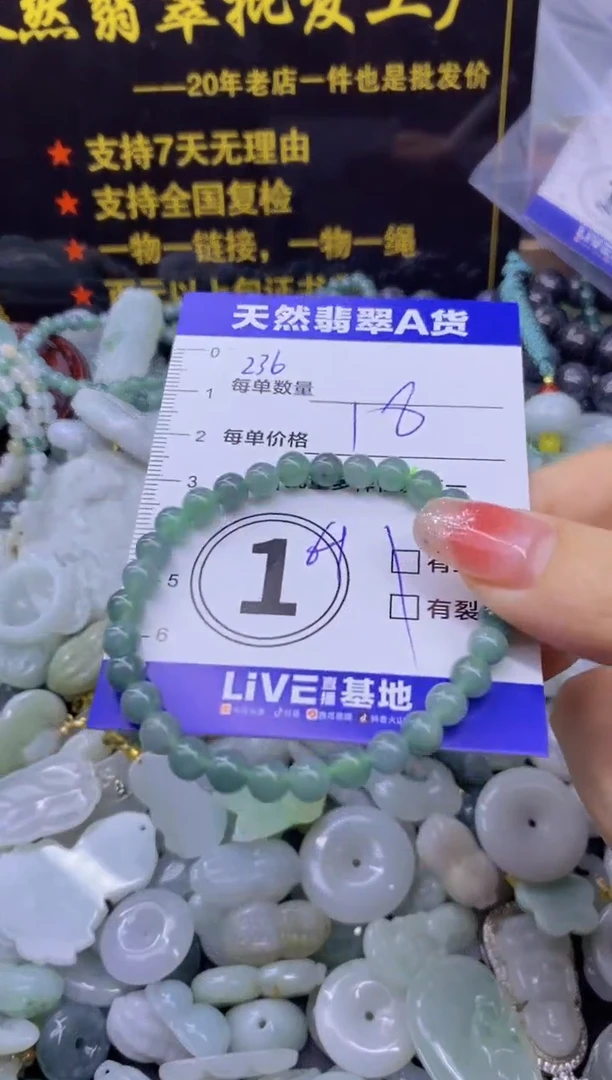 然翡翠批发工厂
——20年老店一件也是批发价
★ 支持7天无理由
★ 支持全国复检
★ 一物一链接，一物一绳
★
天然翡翠A货
0
236
1 每单数量
18
2 每单价格
3
1
5
有
有裂
6
LiVE直播基地
LiVE